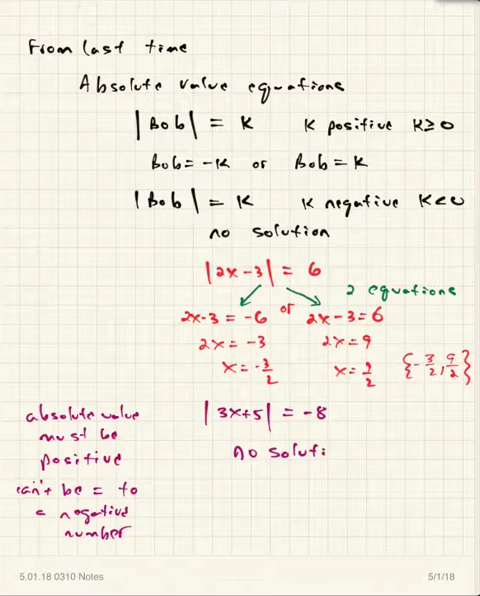 From last time
Absolute value equations
|Bob| = K K positive K≥0
Bob = -K or Bob = K
|Bob| = K K negative K<0
no solution
|2x-3| = 6
2 equations
2x-3 = -6 or 2x-3=6
2x = -3 2x = 9
x = -3/2 x = 9/2 {-3/2, 9/2}
absolute value
must be
positive
can't be = to
a negative
number
|3x+5| = -8
no soluti
5.01.18 0310 Notes 5/1/18